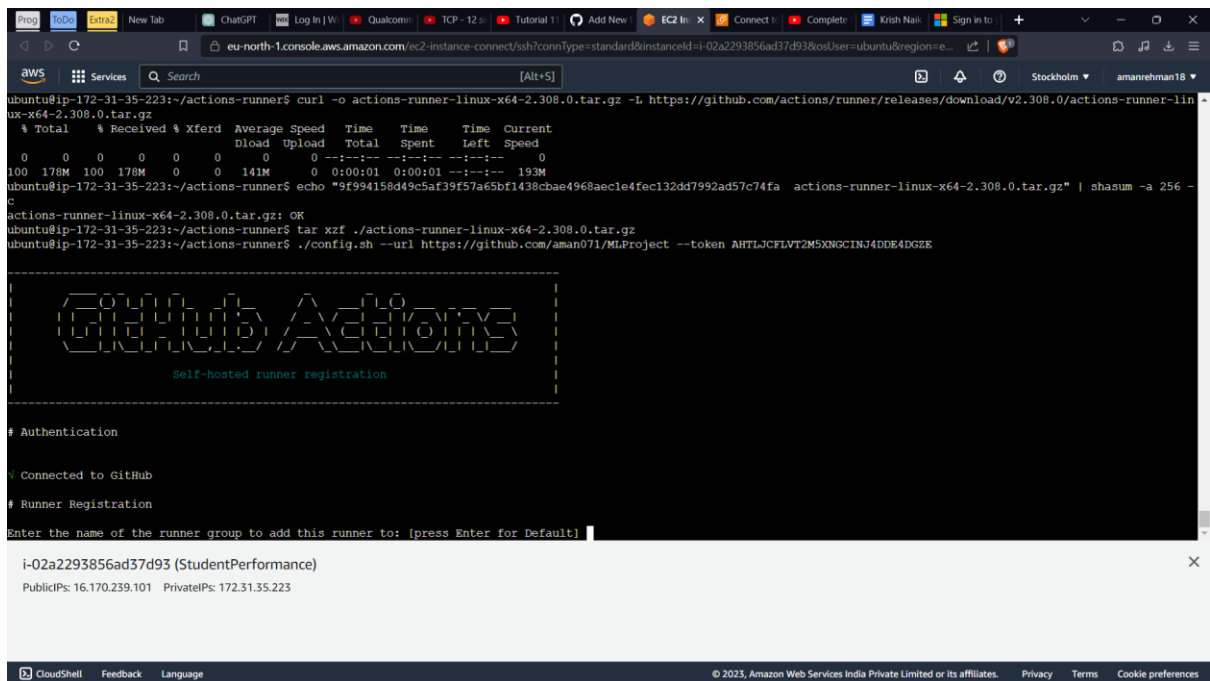 Prog ToDo Extra2 New Tab ChatGPT Log In | W Qualcomm TCP - 12 Tutorial 11 Add New EC2 In Connect to Complete Krish Naik Sign in to
eu-north-1.console.aws.amazon.com/ec2-instance-connect/ssh?connType=standard&instanceId=i-02a2293856ad37d93&osUser=ubuntu&region=e...
aws Services Search [Alt+S] Stockholm amanrehman18
ubuntu@ip-172-31-35-223:~/actions-runner$ curl -o actions-runner-linux-x64-2.308.0.tar.gz -L https://github.com/actions/runner/releases/download/v2.308.0/actions-runner-lin
ux-x64-2.308.0.tar.gz
% Total % Received % Xferd Average Speed Time Time Time Current
Dload Upload Total Spent Left Speed
0 0 0 0 0 0 0 0 --:--:-- --:--:-- --:--:-- 0
100 178M 100 178M 0 0 141M 0 0:00:01 0:00:01 --:--:-- 193M
ubuntu@ip-172-31-35-223:~/actions-runner$ echo "9f994158d49c5af39f57a65bf1438cbae4968aec1e4fec132dd7992ad57c74fa  actions-runner-linux-x64-2.308.0.tar.gz" | shasum -a 256 -
c
actions-runner-linux-x64-2.308.0.tar.gz: OK
ubuntu@ip-172-31-35-223:~/actions-runner$ tar xzf ./actions-runner-linux-x64-2.308.0.tar.gz
ubuntu@ip-172-31-35-223:~/actions-runner$ ./config.sh --url https://github.com/aman071/MLProject --token AHTLJCFLVT2M5XNGCINJ4DDE4DGZE
GitHub Actions
Self-hosted runner registration
# Authentication
√ Connected to GitHub
# Runner Registration
Enter the name of the runner group to add this runner to: [press Enter for Default]
i-02a2293856ad37d93 (StudentPerformance)
PublicIPs: 16.170.239.101 PrivateIPs: 172.31.35.223
CloudShell Feedback Language © 2023, Amazon Web Services India Private Limited or its affiliates. Privacy Terms Cookie preferences